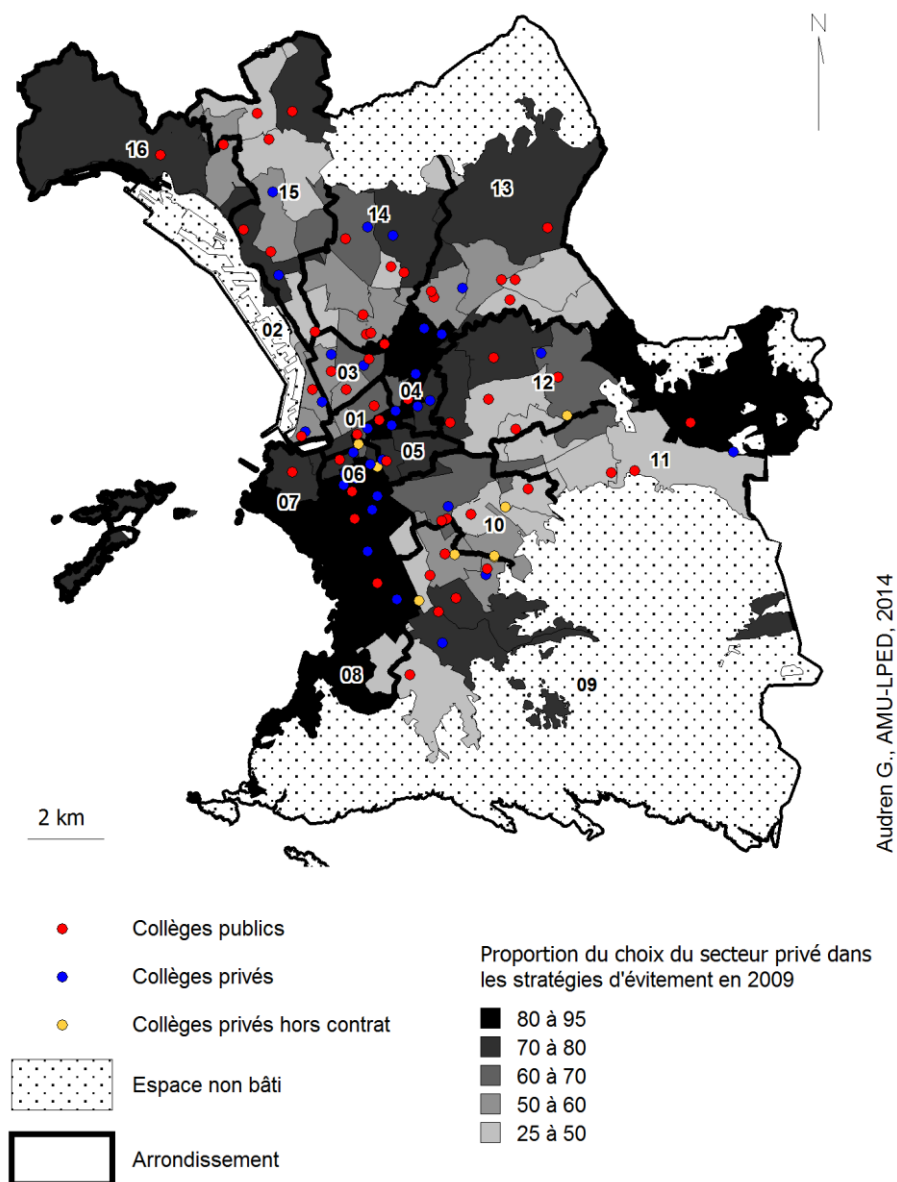 N
16
15
14
13
02
03
04
12
01
05
06
07
11
10
08
09
2 km
Audren G., AMU-LPED, 2014
Collèges publics
Collèges privés
Collèges privés hors contrat
Espace non bâti
Arrondissement
Proportion du choix du secteur privé dans
les stratégies d'évitement en 2009
80 à 95
70 à 80
60 à 70
50 à 60
25 à 50